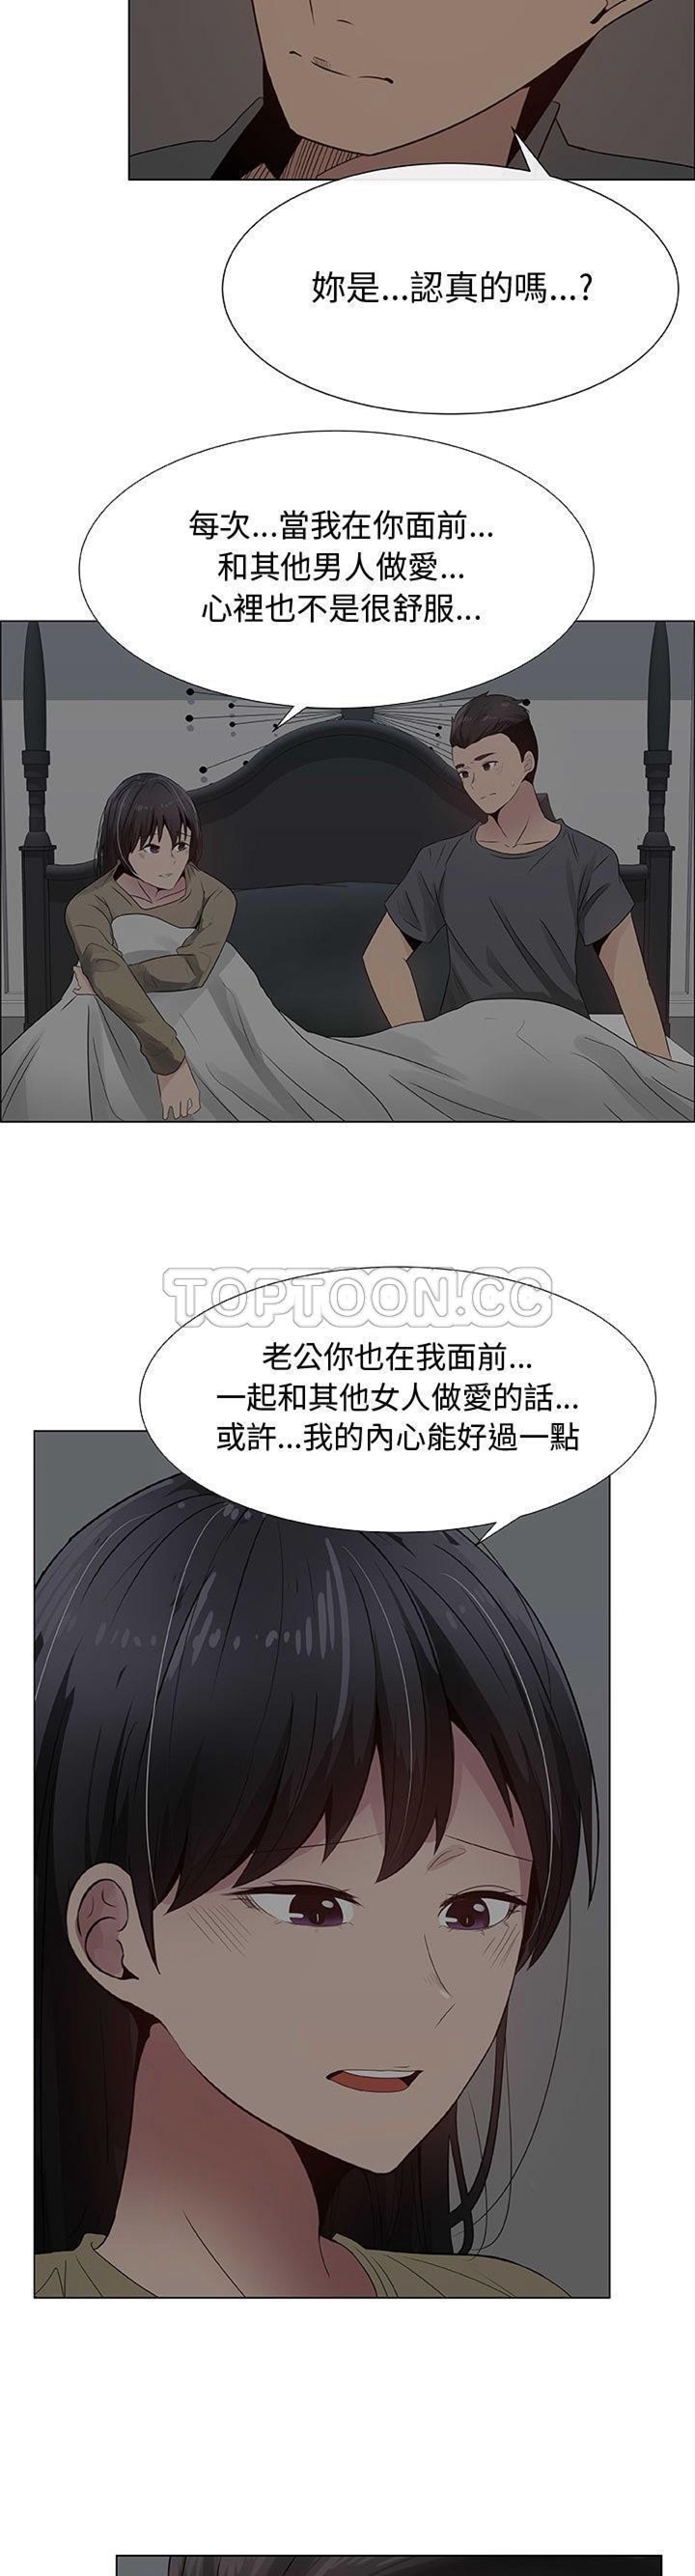 妳是...認真的嗎...?
每次...當我在你面前...
和其他男人做愛...
心裡也不是很舒服...
TOPTOON.CC
老公你也在我面前...
一起和其他女人做愛的話...
或許...我的內心能好過一點